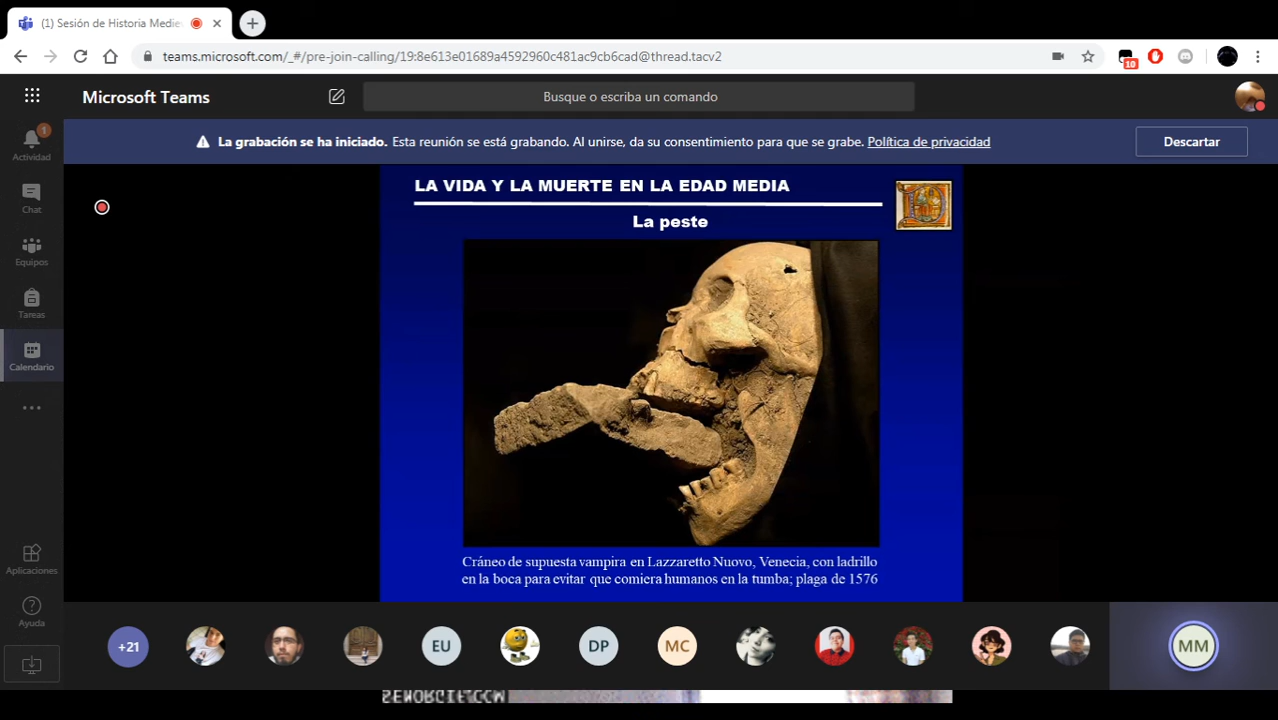 (1) Sesión de Historia Medie
teams.microsoft.com/_#/pre-join-calling/19:8e613e01689a4592960c481ac9cb6cad@thread.tacv2
10
Microsoft Teams
Busque o escriba un comando
1
Actividad
La grabación se ha iniciado. Esta reunión se está grabando. Al unirse, da su consentimiento para que se grabe. Política de privacidad
Descartar
Chat
Equipos
Tareas
Calendario
Aplicaciones
Ayuda
LA VIDA Y LA MUERTE EN LA EDAD MEDIA
La peste
Cráneo de supuesta vampira en Lazzaretto Nuovo, Venecia, con ladrillo
en la boca para evitar que comiera humanos en la tumba; plaga de 1576
+21
EU
DP
MC
MM